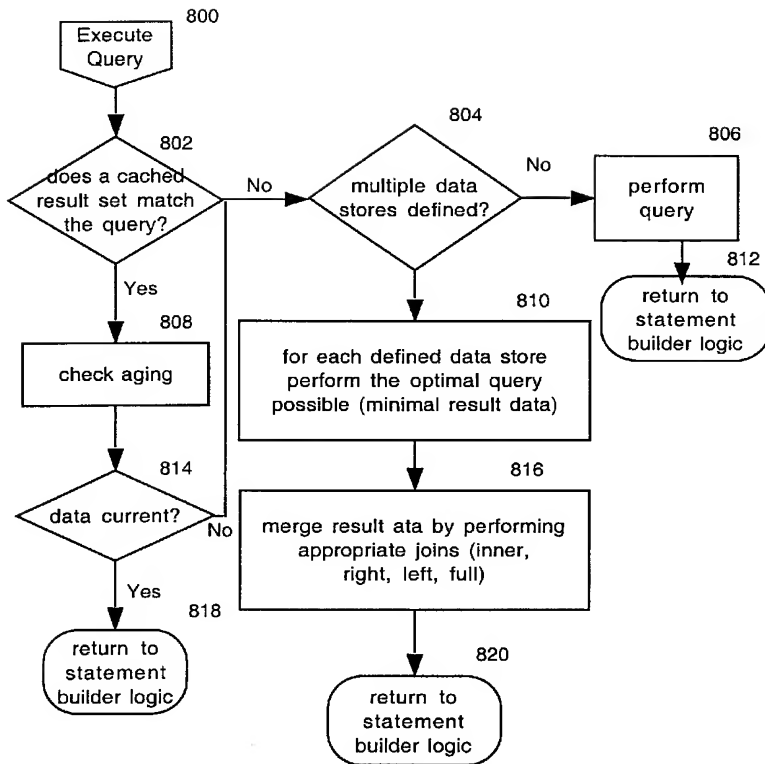 800
Execute
Query
802
does a cached
result set match
the query?
No
804
multiple data
stores defined?
No
806
perform
query
812
return to
statement
builder logic
Yes
808
check aging
810
for each defined data store
perform the optimal query
possible (minimal result data)
814
data current?
No
816
merge result ata by performing
appropriate joins (inner,
right, left, full)
Yes
818
return to
statement
builder logic
820
return to
statement
builder logic